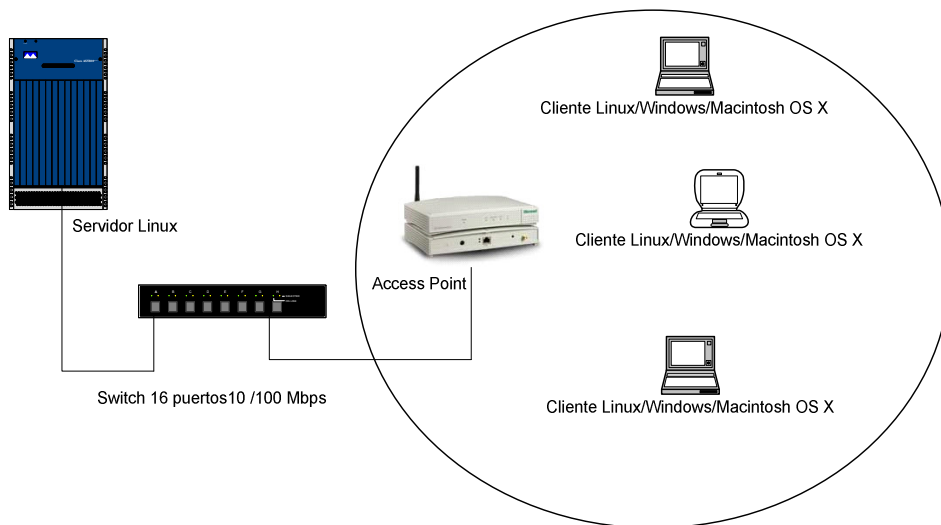 Cliente Linux/Windows/Macintosh OS X
Servidor Linux
Cliente Linux/Windows/Macintosh OS X
Access Point
A B C D E F G H
Switch 16 puertos10 /100 Mbps
Cliente Linux/Windows/Macintosh OS X